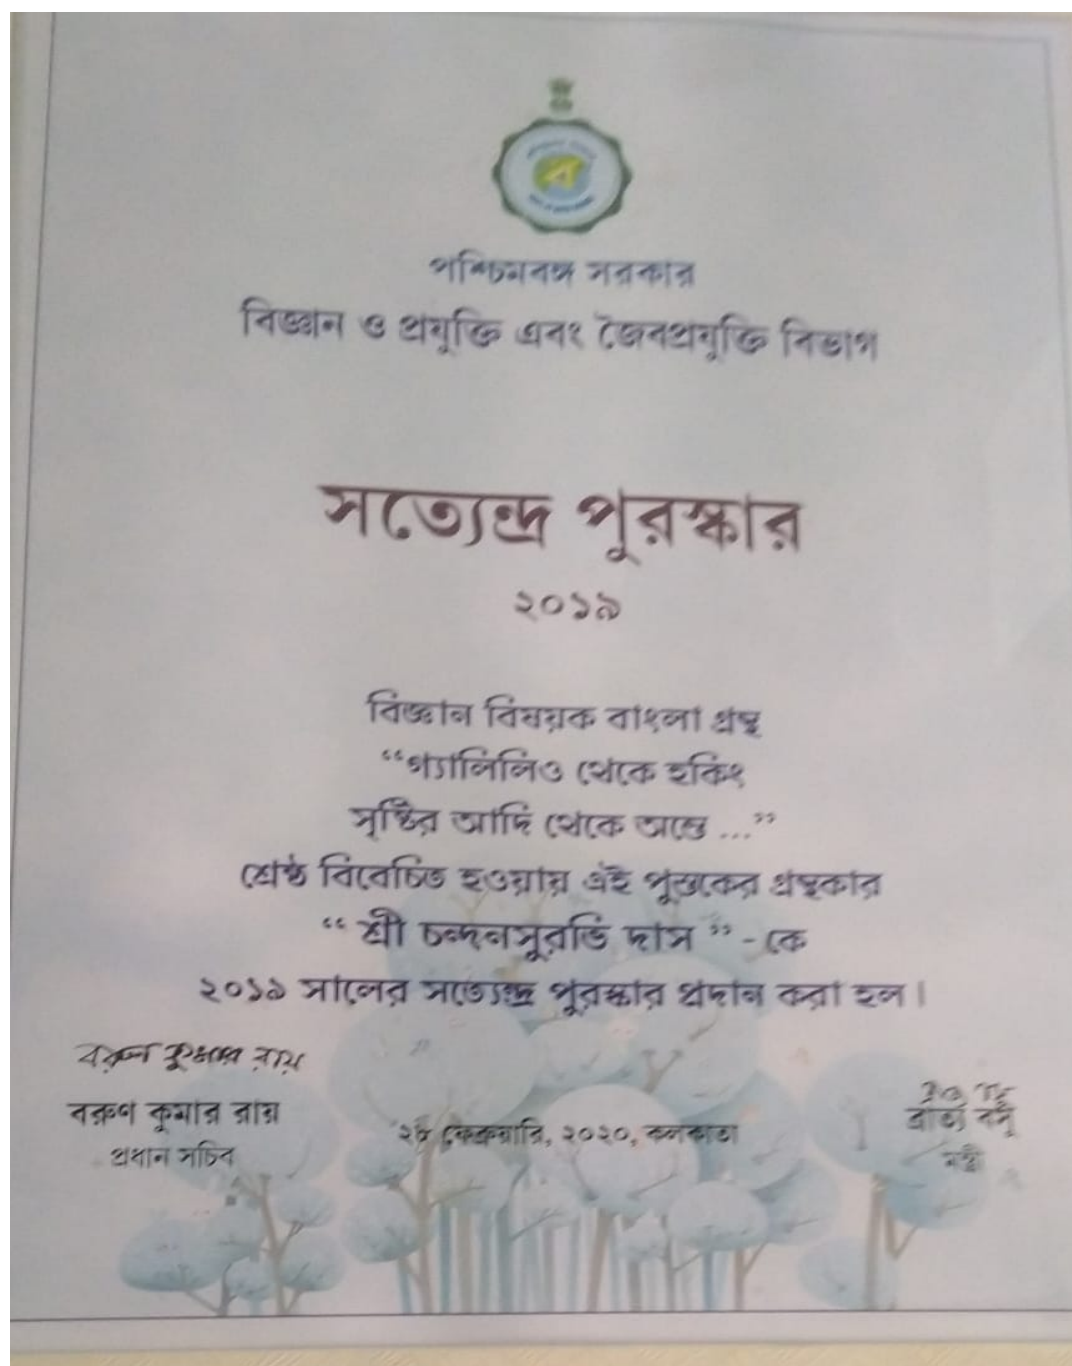 পশ্চিমবঙ্গ সরকার
বিজ্ঞান ও প্রযুক্তি এবং জৈবপ্রযুক্তি বিভাগ
সত্যেন্দ্র পুরস্কার
২০১৯
বিজ্ঞান বিষয়ক বাংলা গ্রন্থ
“গ্যালিলিও থেকে হকিং
সৃষ্টির আদি থেকে অন্তে ...”
শ্রেষ্ঠ বিবেচিত হওয়ায় এই পুস্তকের গ্রন্থকার
“ শ্রী চন্দনসুরভি দাস ” - কে
২০১৯ সালের সত্যেন্দ্র পুরস্কার প্রদান করা হল।
বরুণ কুমার রায়
বরুণ কুমার রায়
প্রধান সচিব
২৮ ফেব্রুয়ারি, ২০২০, কলকাতা
ব্রাত্য বসু
মন্ত্রী